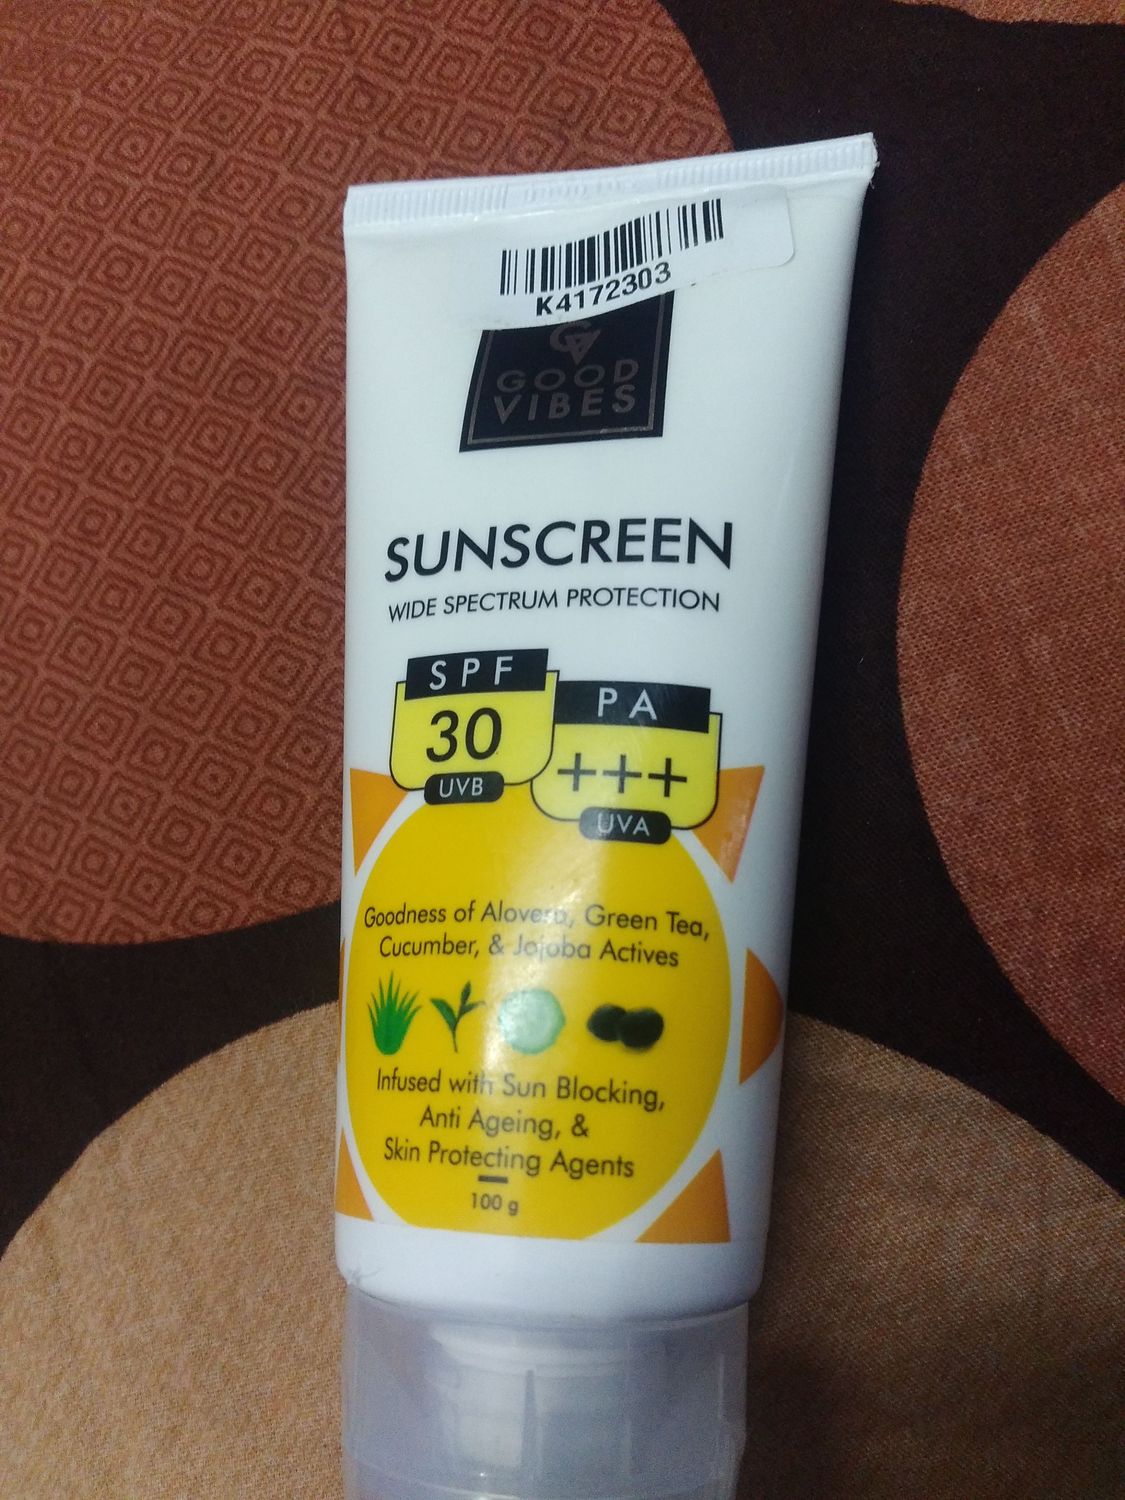 K4172303
GV
GOOD
VIBES
SUNSCREEN
WIDE SPECTRUM PROTECTION
SPF
30
UVB
PA
+++
UVA
Goodness of Alovera, Green Tea,
Cucumber, & Jojoba Actives
Infused with Sun Blocking,
Anti Ageing, &
Skin Protecting Agents
100 g